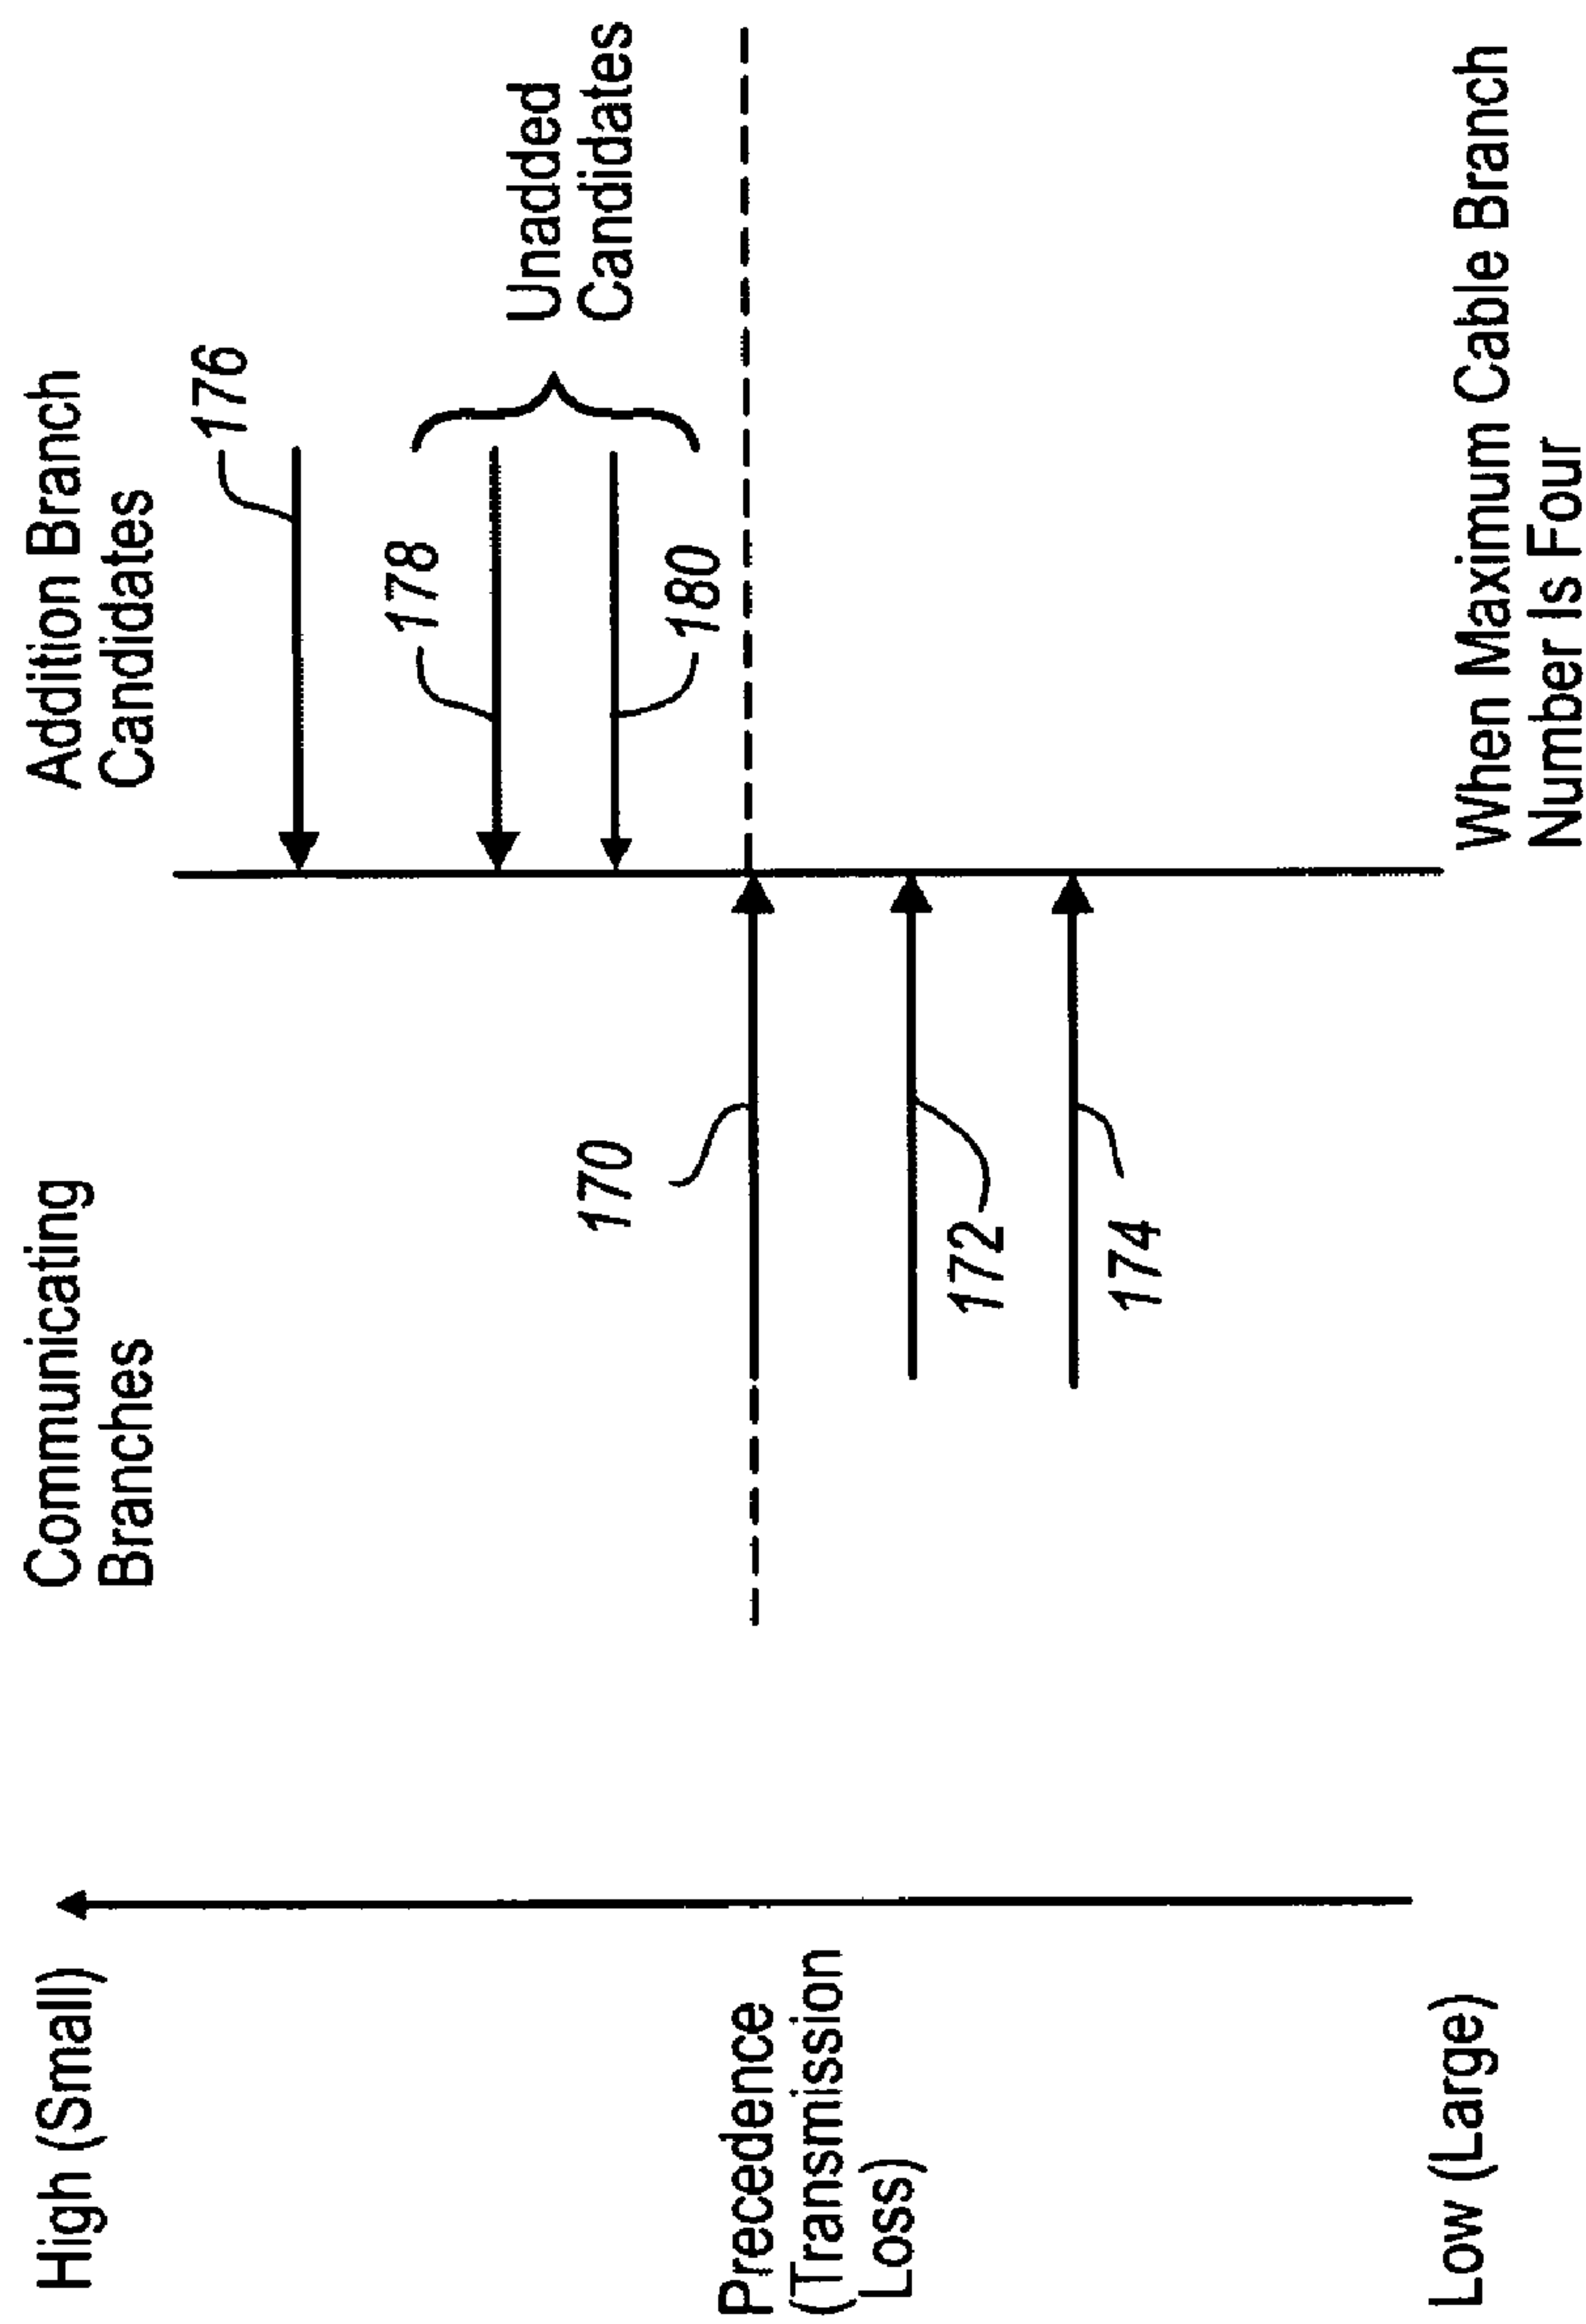 High (Small)
Communicating
Branches
Addition Branch
Candidates
176
178
Unadded
Candidates
180
170
Precedence
(Transmission
Loss)
172
174
Low (Large)
When Maximum Cable Branch
Number Is Four